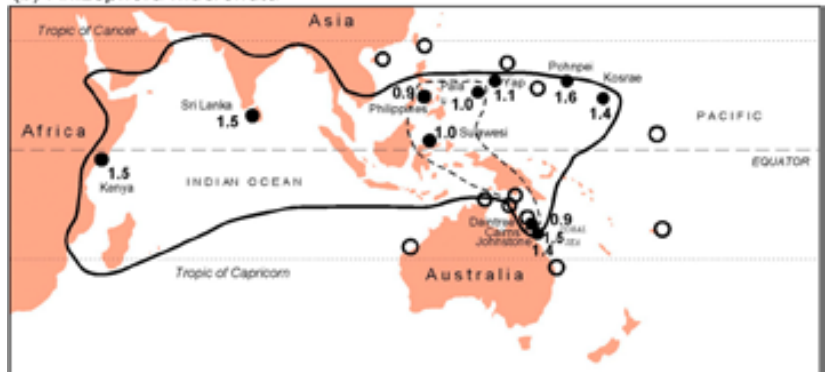 Asia
Tropic of Cancer
Pohnpei
Kosrae
Yap
0.9
1.0
1.1
1.6
1.4
Philippines
Sri Lanka
1.5
PACIFIC
Africa
1.0 Sulawesi
EQUATOR
1.5
Kenya
INDIAN OCEAN
Daintree
0.9
Cairns
1.5
SEA
Johnstone
1.4
Tropic of Capricorn
Australia